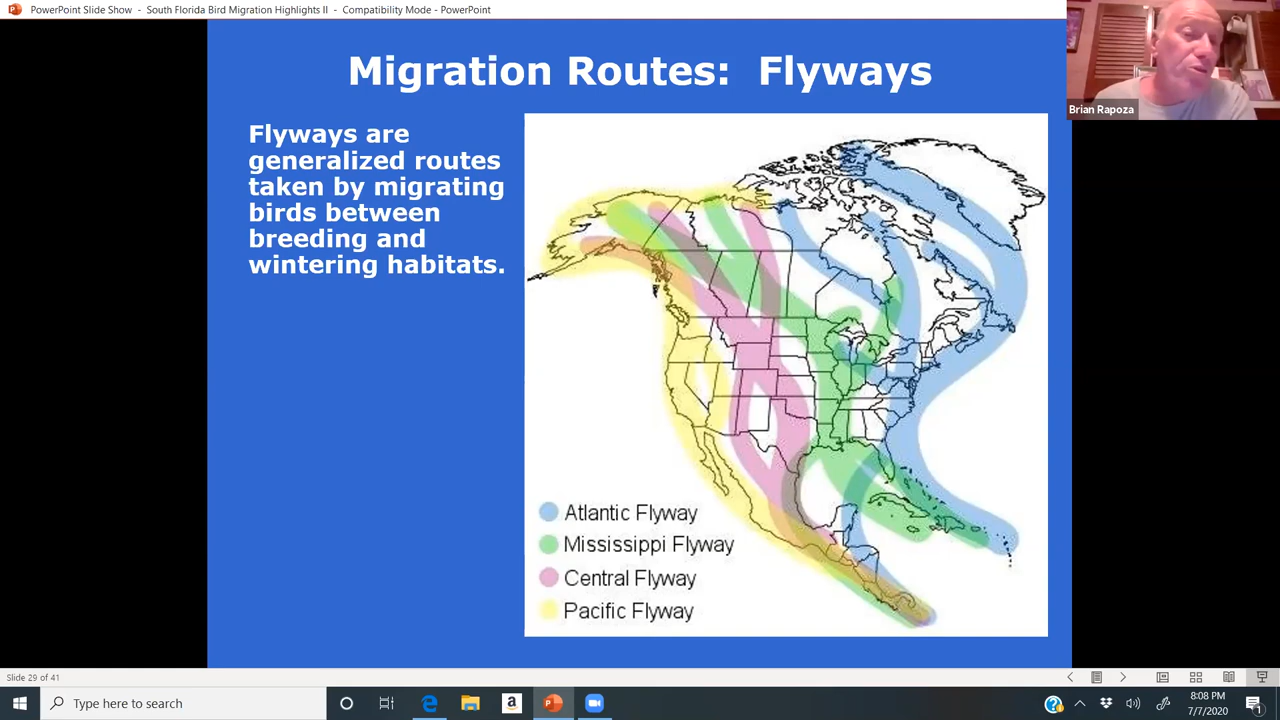 PowerPoint Slide Show - South Florida Bird Migration Highlights II - Compatibility Mode - PowerPoint
Migration Routes: Flyways
Brian Rapoza
Flyways are
generalized routes
taken by migrating
birds between
breeding and
wintering habitats.
Atlantic Flyway
Mississippi Flyway
Central Flyway
Pacific Flyway
Slide 29 of 41
Type here to search
8:08 PM
7/7/2020